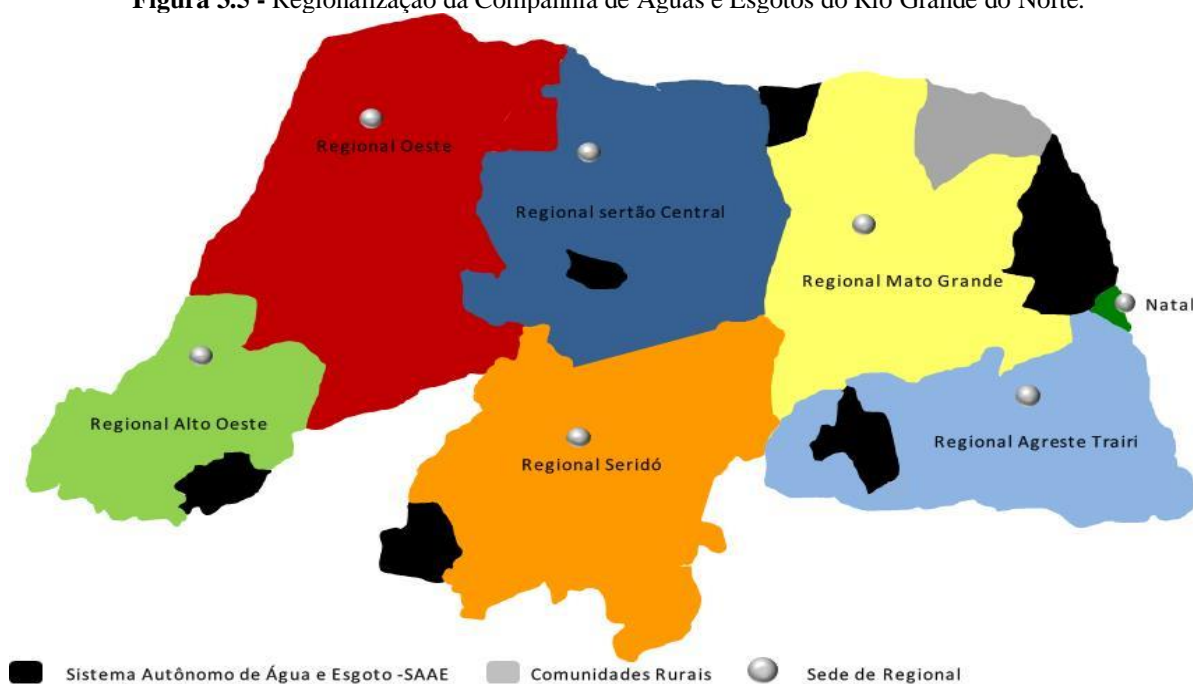 Figura 3.5 - Regionalização da Companhia de Águas e Esgotos do Rio Grande do Norte.
Regional Oeste
Regional sertão Central
Regional Mato Grande
Natal
Regional Alto Oeste
Regional Seridó
Regional Agreste Trairi
Sistema Autônomo de Água e Esgoto -SAAE
Comunidades Rurais
Sede de Regional